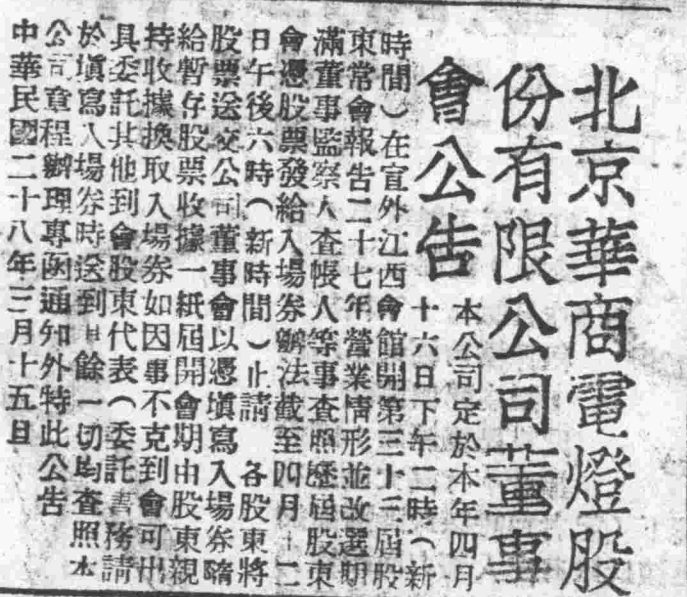 北京華商電燈股
份有限公司董事
會公告
本公司定於本年四月
十六日下午二時（新
時間）在宣外江西會館開第三十三屆股
東常會報告二十七年營業情形並改選期
滿董事監察人查帳人等事查照歷屆股東
會憑股票發給入場券辦法截至四月十二
日午後六時（新時間）止請　各股東將
股票送交公司董事會以憑塡寫入場券隨
給暫存股票收據一紙屆開會期由股東親
持收據換取入場券如因事不克到會可出
具委託其他到會股東代表（委託書務請
於塡寫入場券時送到）餘一切均查照本
公司章程辦理專函通知外特此公告
中華民國二十八年三月十五日